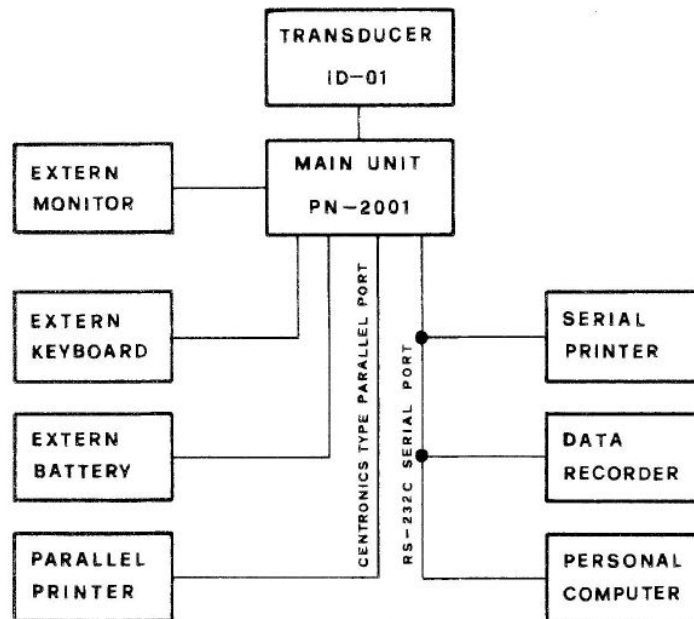 TRANSDUCER
ID-01
MAIN UNIT
PN-2001
EXTERN
MONITOR
EXTERN
KEYBOARD
EXTERN
BATTERY
PARALLEL
PRINTER
CENTRONICS TYPE PARALLEL PORT
RS-232C SERIAL PORT
SERIAL
PRINTER
DATA
RECORDER
PERSONAL
COMPUTER